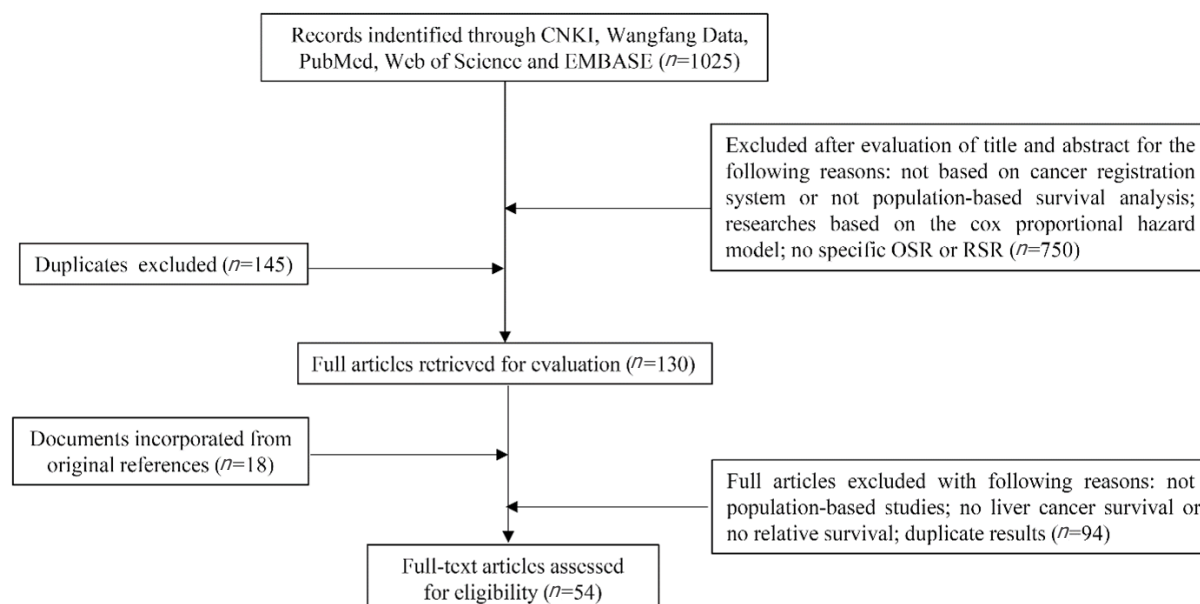 Records indentified through CNKI, Wangfang Data,
PubMed, Web of Science and EMBASE (n=1025)
Excluded after evaluation of title and abstract for the
following reasons: not based on cancer registration
system or not population-based survival analysis;
researches based on the cox proportional hazard
model; no specific OSR or RSR (n=750)
Duplicates excluded (n=145)
Full articles retrieved for evaluation (n=130)
Documents incorporated from
original references (n=18)
Full articles excluded with following reasons: not
population-based studies; no liver cancer survival or
no relative survival; duplicate results (n=94)
Full-text articles assessed
for eligibility (n=54)